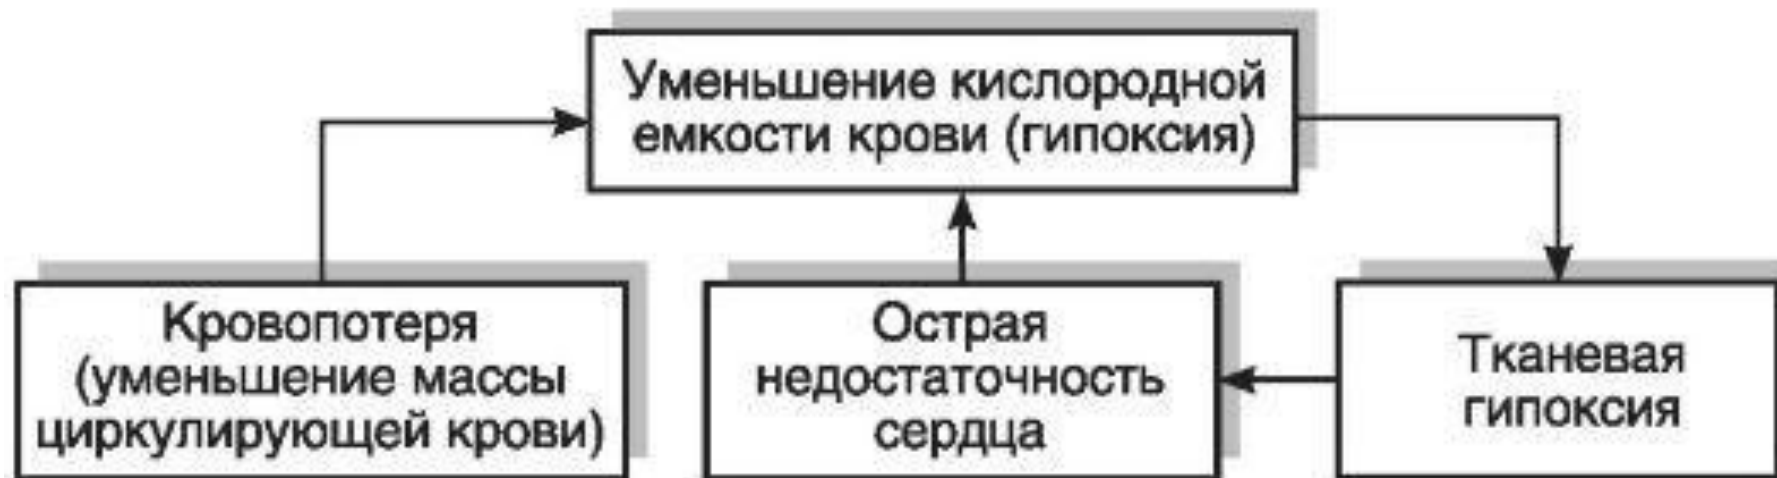 Уменьшение кислородной
емкости крови (гипоксия)
Кровопотеря
(уменьшение массы
циркулирующей крови)
Острая
недостаточность
сердца
Тканевая
гипоксия